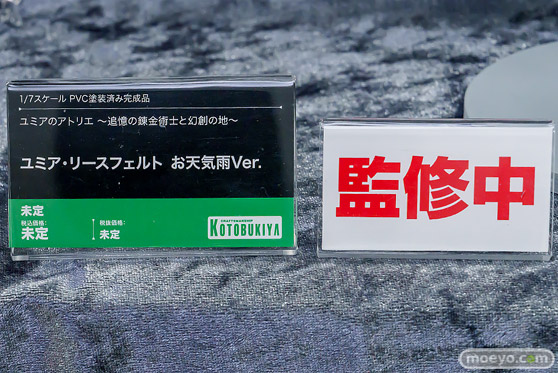 1/7スケール PVC塗装済み完成品
ユミアのアトリエ ～追憶の錬金術士と幻創の地～
ユミア・リースフェルト お天気雨Ver.
未定
税込価格:
未定
税抜価格:
未定
CRAFTSMANSHIP
KOTOBUKIYA
監修中
moeyo.com